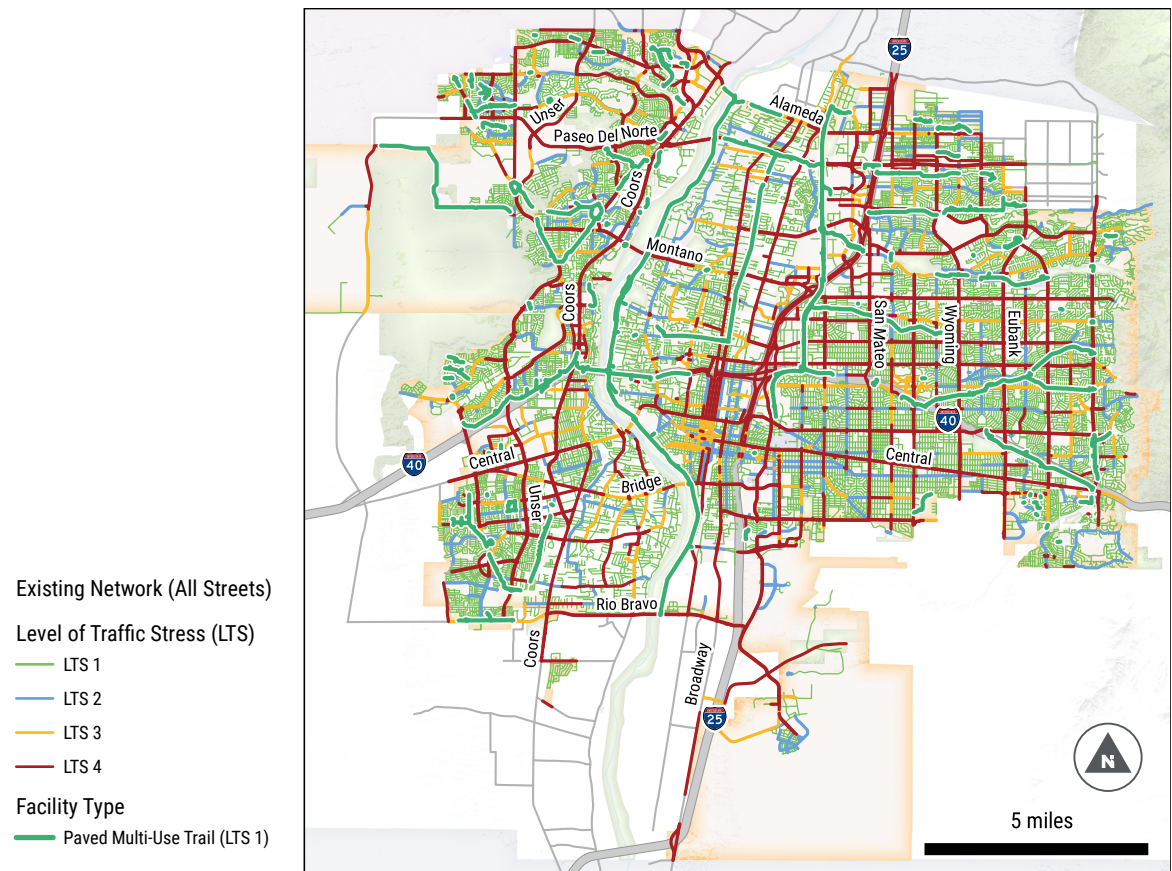 Existing Network (All Streets)
Level of Traffic Stress (LTS)
LTS 1
LTS 2
LTS 3
LTS 4
Facility Type
Paved Multi-Use Trail (LTS 1)
25
Alameda
Unser
Paseo Del Norte
Coors
Montano
Coors
San Mateo
Wyoming
Eubank
40
Central
40
Central
Bridge
Unser
Rio Bravo
Coors
Broadway
25
N
5 miles